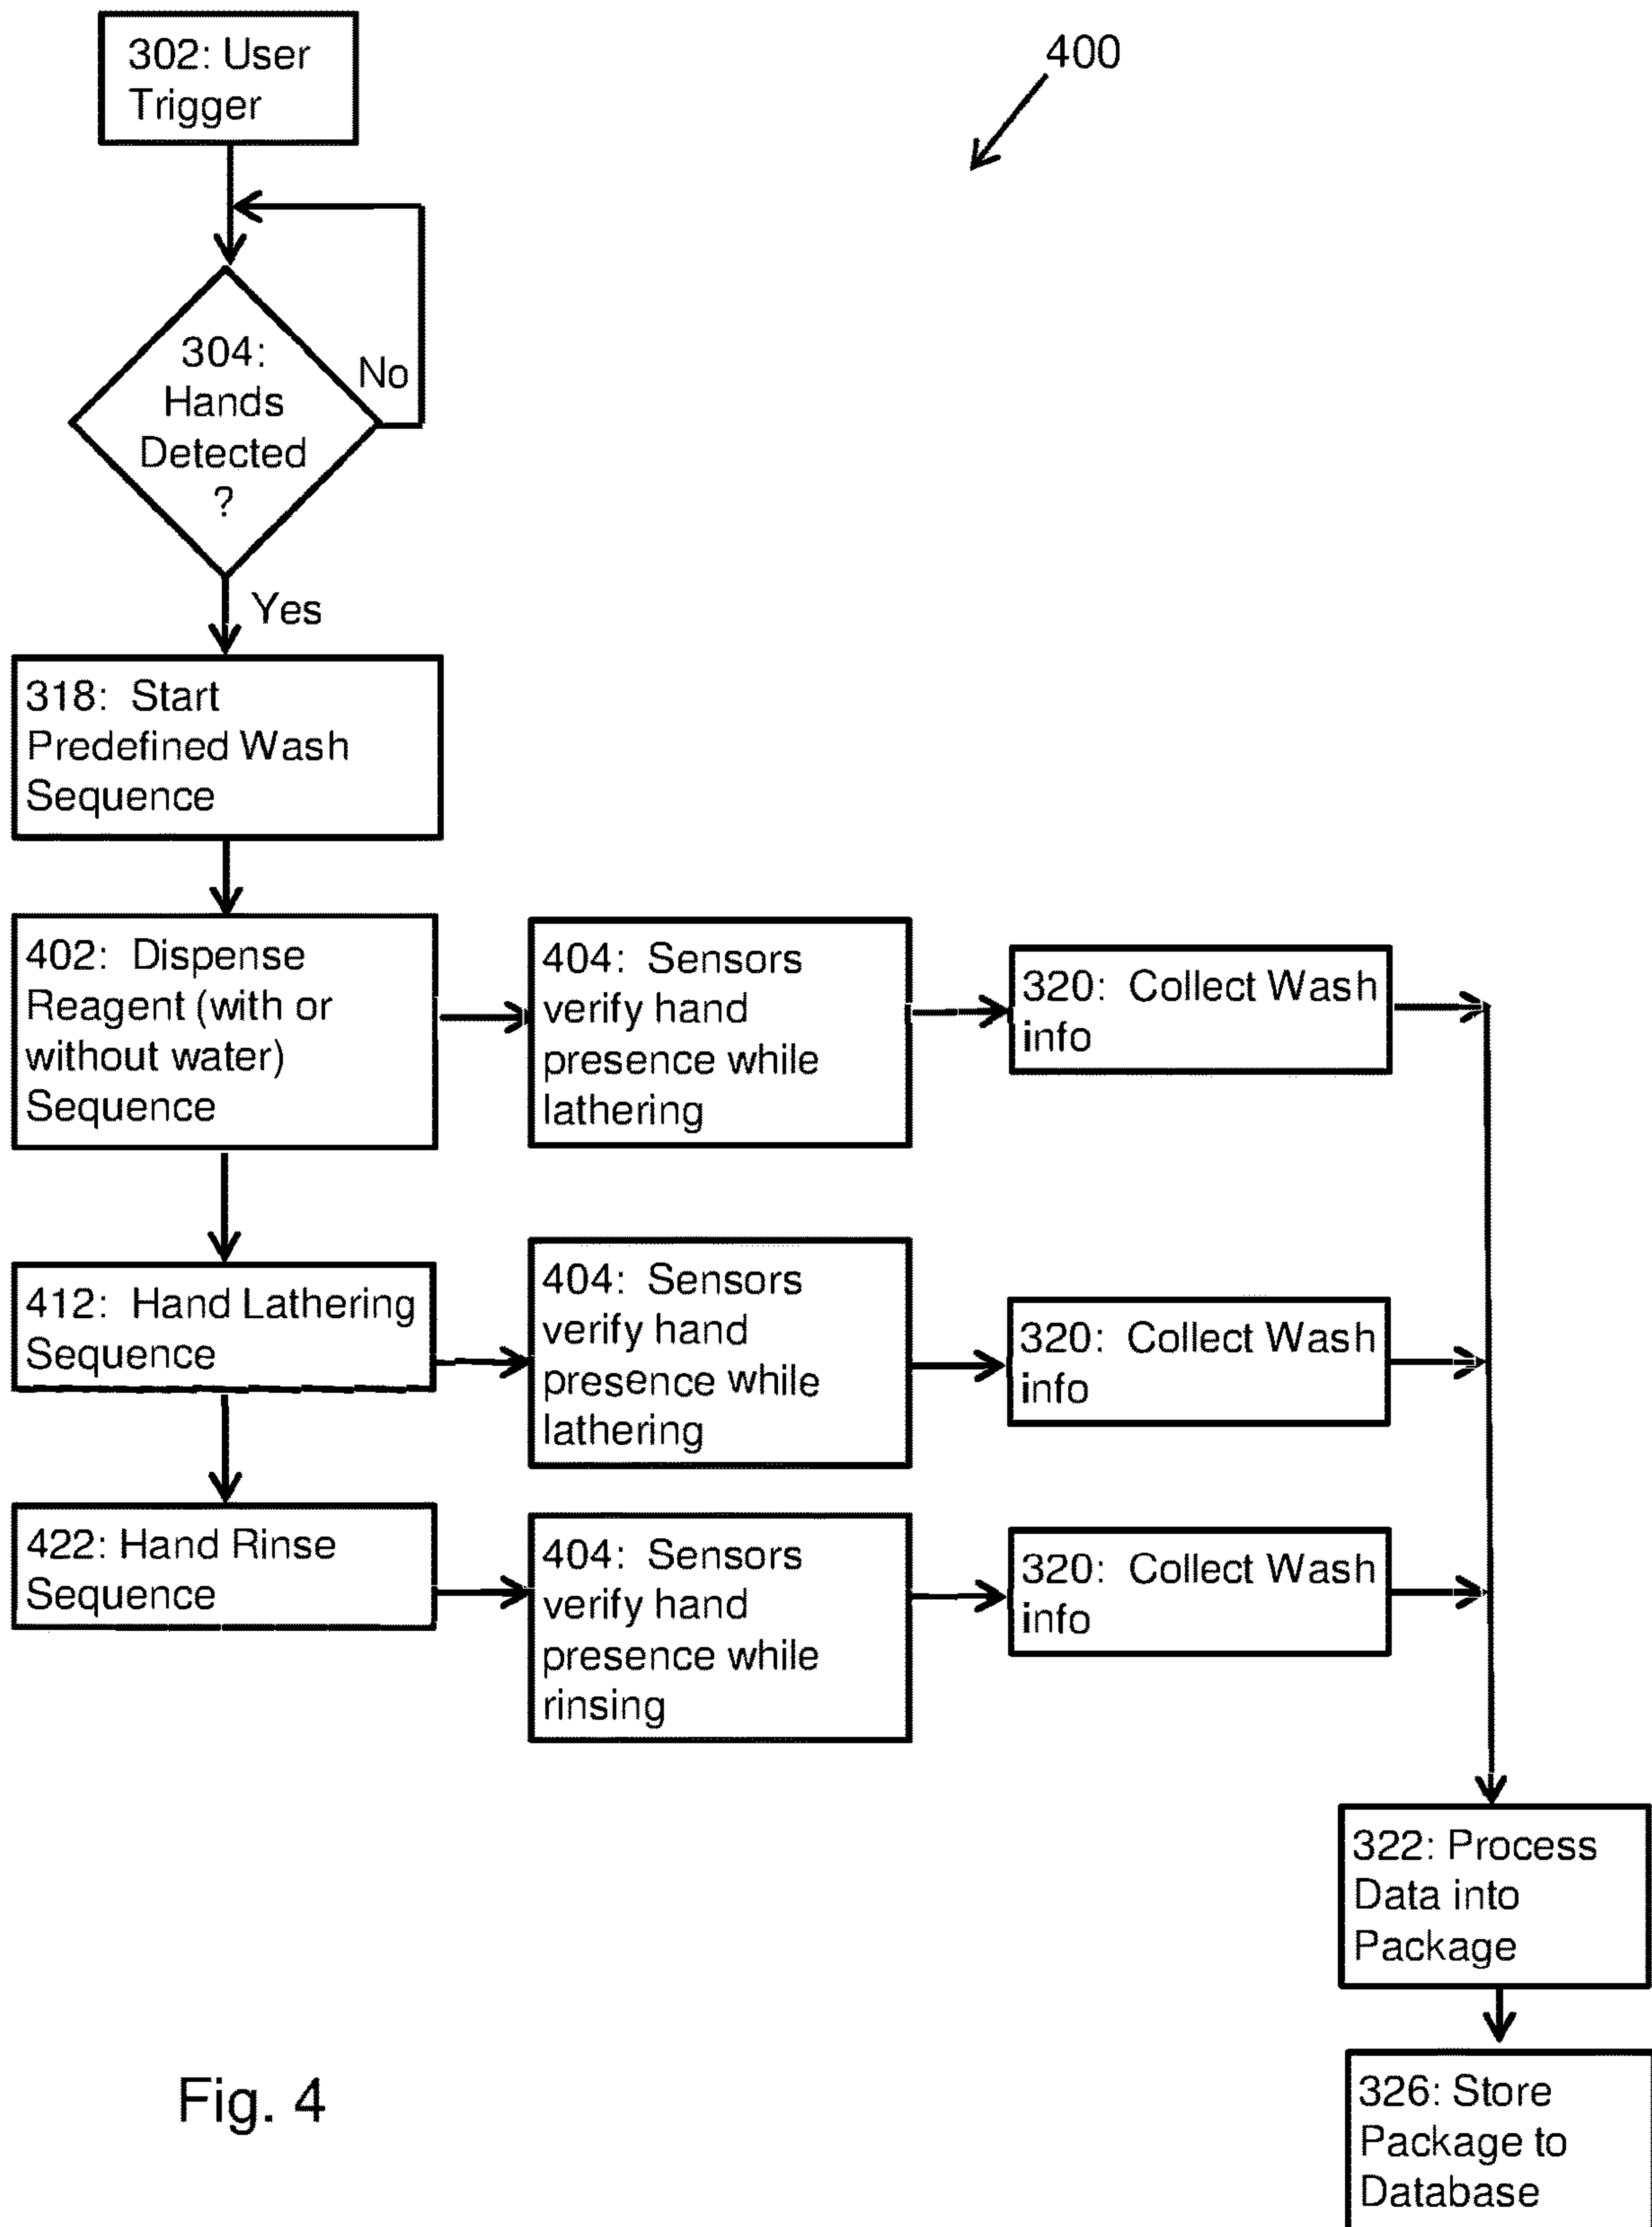 302: User
Trigger
400
304:
Hands
Detected
?
No
Yes
318: Start
Predefined Wash
Sequence
402: Dispense
Reagent (with or
without water)
Sequence
404: Sensors
verify hand
presence while
lathering
320: Collect Wash
info
412: Hand Lathering
Sequence
404: Sensors
verify hand
presence while
lathering
320: Collect Wash
info
422: Hand Rinse
Sequence
404: Sensors
verify hand
presence while
rinsing
320: Collect Wash
info
322: Process
Data into
Package
326: Store
Package to
Database
Fig. 4